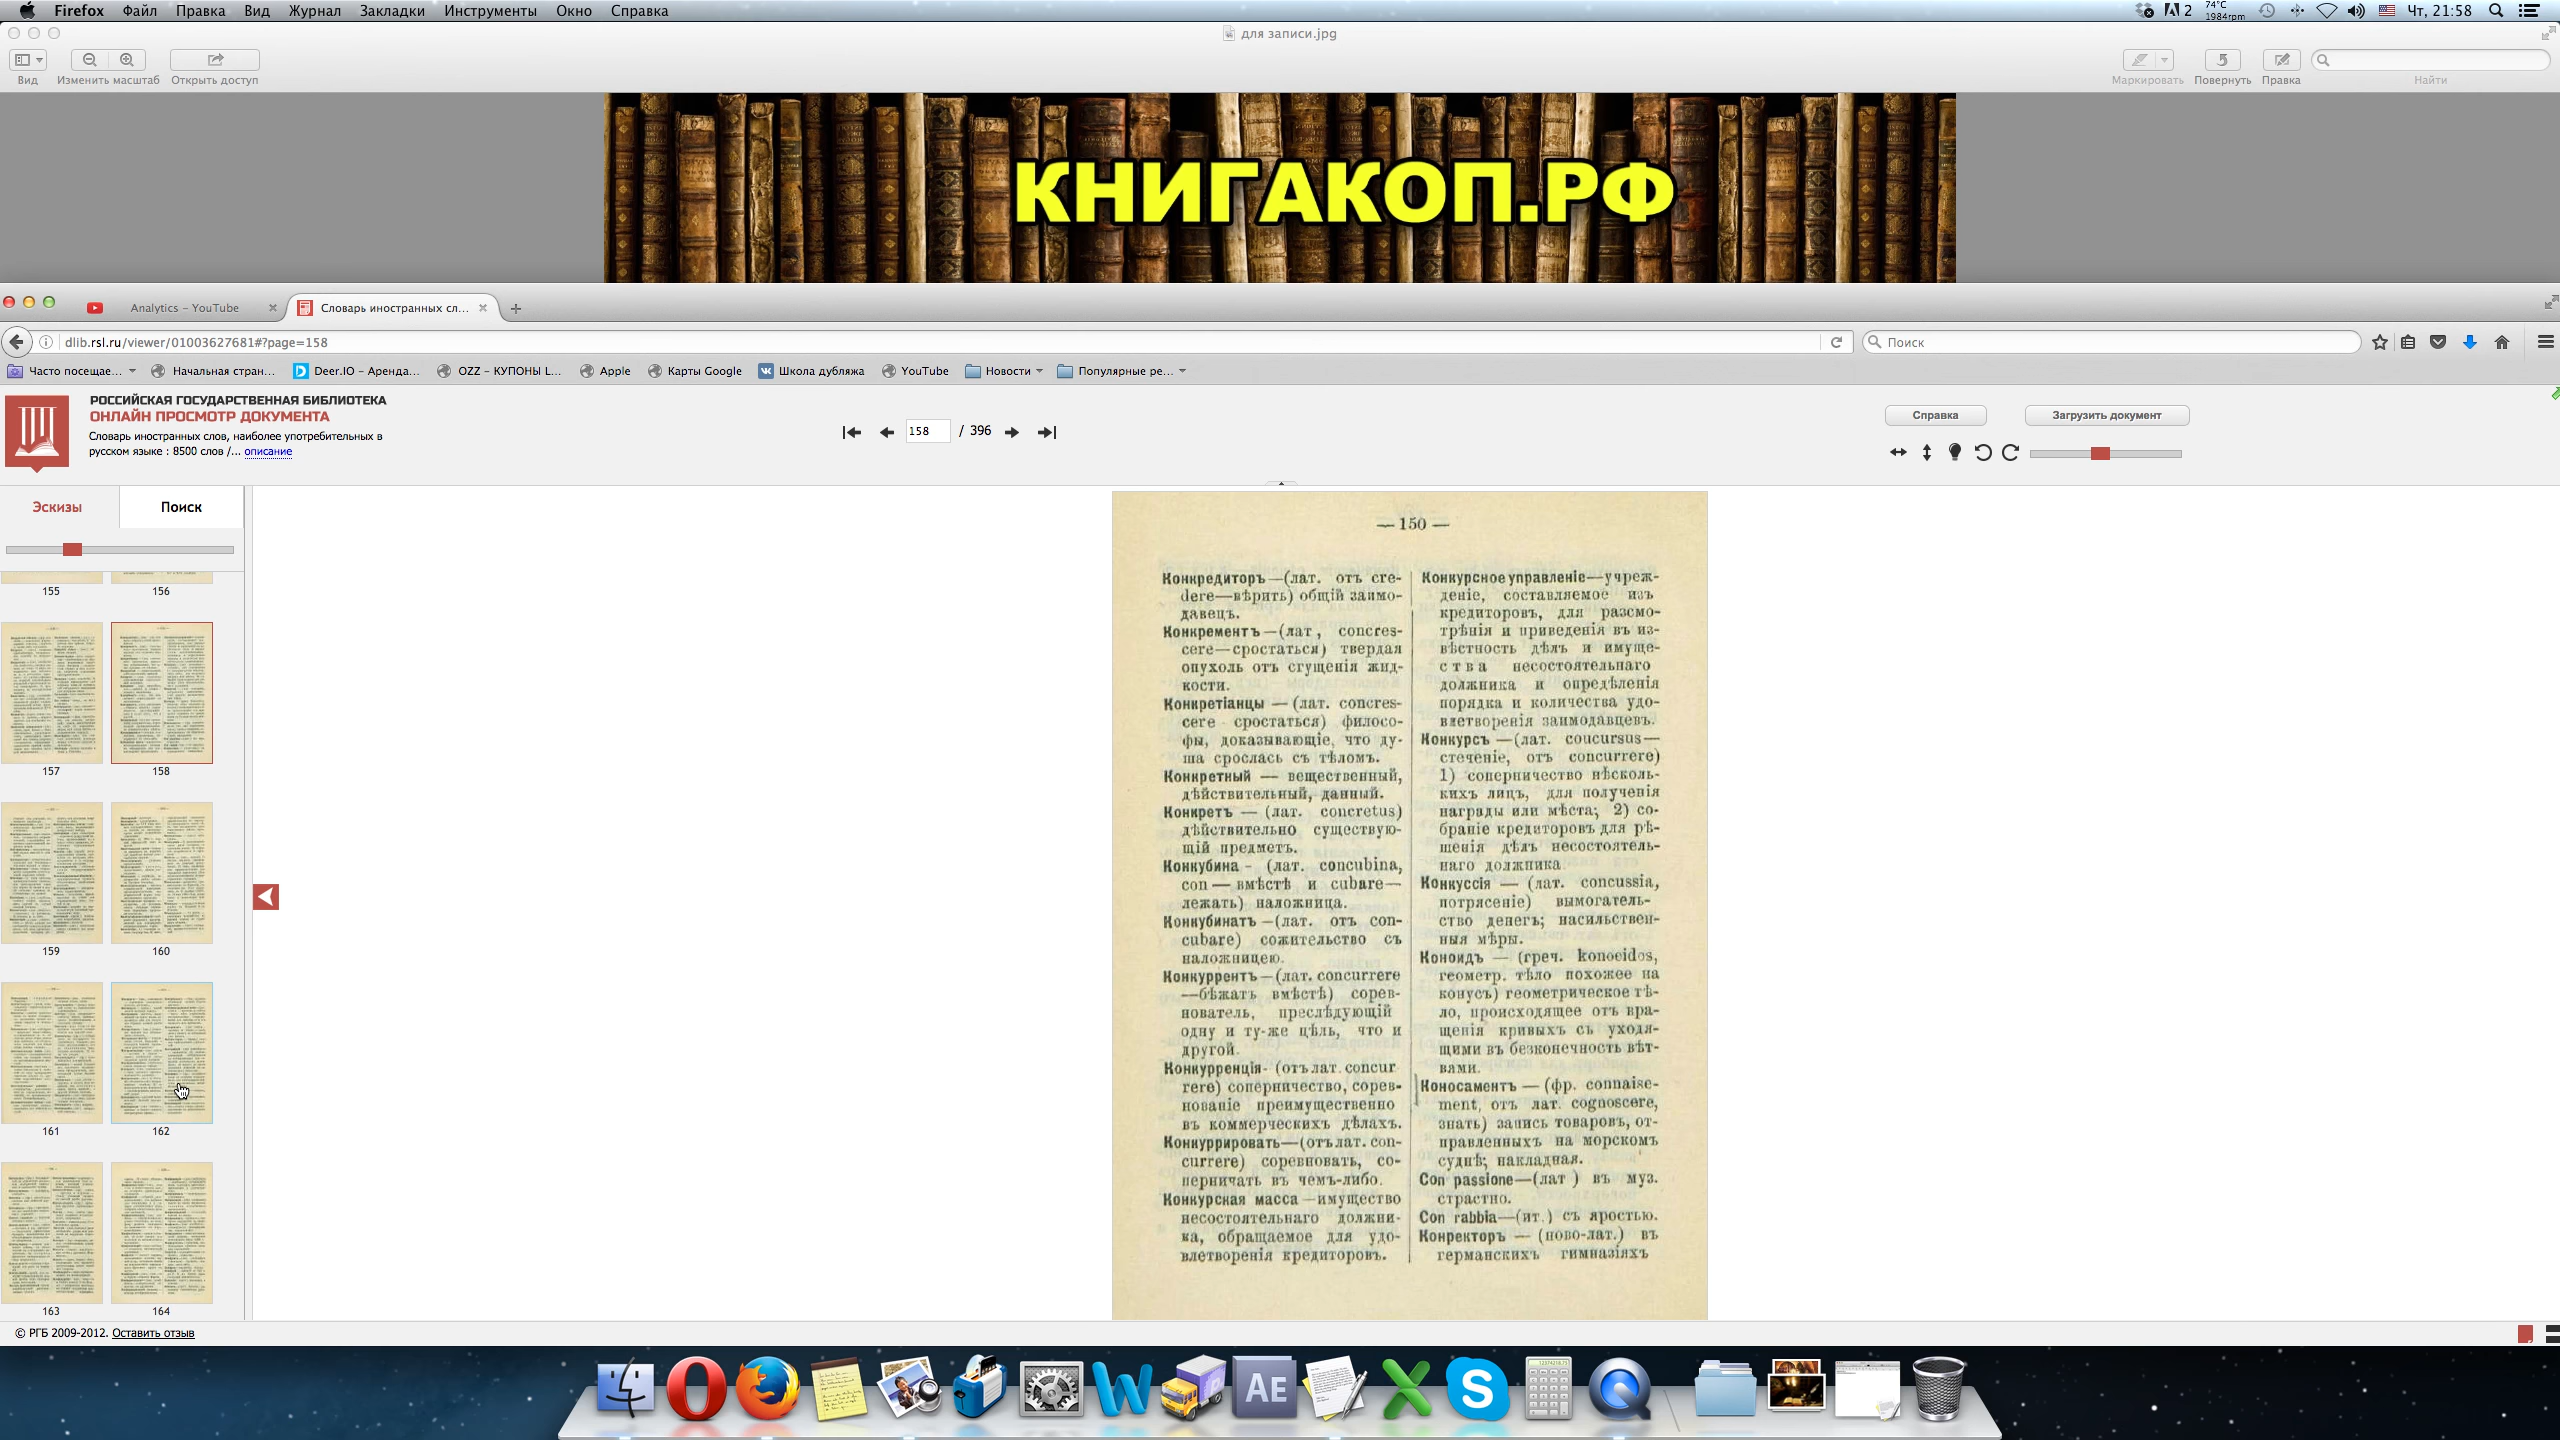 Firefox Файл Правка Вид Журнал Закладки Инструменты Окно Справка
2 74°C 1984rpm Чт, 21:58
для записи.jpg
Вид Изменить масштаб Открыть доступ
Маркировать Повернуть Правка Найти
КНИГАКОП.РФ
Analytics – YouTube
Словарь иностранных сл...
dlib.rsl.ru/viewer/01003627681#?page=158
Поиск
Часто посещае... Начальная стран... Deer.IO – Аренда... OZZ – КУПОНЫ L... Apple Карты Google Школа дубляжа YouTube Новости Популярные ре...
РОССИЙСКАЯ ГОСУДАРСТВЕННАЯ БИБЛИОТЕКА
ОНЛАЙН ПРОСМОТР ДОКУМЕНТА
Словарь иностранных слов, наиболее употребительных в
русском языке : 8500 слов /... описание
158 / 396
Справка Загрузить документ
Эскизы Поиск
155 156
157 158
159 160
161 162
163 164
— 150 —
Конкредиторъ—(лат. отъ cre-
dere—вѣрить) общій заимо-
давецъ.
Конкрементъ—(лат, concres-
cere—сростаться) твердая
опухоль отъ сгущенія жид-
кости.
Конкретіанцы — (лат. concres-
cere сростаться) филосо-
фы, доказывающіе, что ду-
ша срослась съ тѣломъ.
Конкретный — вещественный,
дѣйствительный, данный.
Конкретъ — (лат. concretus)
дѣйствительно существую-
щій предметъ.
Конкубина - (лат. concubina,
con — вмѣстѣ и cubare—
лежать) наложница.
Конкубинатъ—(лат. отъ con-
cubare) сожительство съ
наложницею.
Конкуррентъ—(лат. concurrere
—бѣжать вмѣстѣ) сорев-
нователь, преслѣдующій
одну и ту-же цѣль, что и
другой.
Конкурренція- (отъ лат. concur
rere) соперничество, сорев-
нованіе преимущественно
въ коммерческихъ дѣлахъ.
Конкуррировать—(отъ лат. con-
currere) соревновать, со-
перничать въ чемъ-либо.
Конкурская масса—имущество
несостоятельнаго должни-
ка, обращаемое для удо-
влетворенія кредиторовъ.
Конкурсное управленіе—учреж-
деніе, составляемое изъ
кредиторовъ, для разсмо-
трѣнія и приведенія въ из-
вѣстность дѣлъ и имуще-
ства несостоятельнаго
должника и опредѣленія
порядка и количества удо-
влетворенія заимодавцевъ.
Конкурсъ —(лат. concursus—
стеченіе, отъ concurrere)
1) соперничество нѣсколь-
кихъ лицъ, для полученія
награды или мѣста; 2) со-
браніе кредиторовъ для рѣ-
шенія дѣлъ несостоятель-
наго должника
Конкуссія — (лат. concussia,
потрясеніе) вымогатель-
ство денегъ; насильствен-
ныя мѣры.
Коноидъ — (греч. konoeidos,
геометр. тѣло похожее на
конусъ) геометрическое тѣ-
ло, происходящее отъ вра-
щенія кривыхъ съ уходя-
щими въ безконечность вѣт-
вами.
Коносаментъ — (фр. connaise-
ment, отъ лат. cognoscere,
знать) запись товаровъ, от-
правленныхъ на морскомъ
суднѣ; накладная.
Con passione—(лат ) въ муз.
страстно.
Con rabbia—(ит.) съ яростью.
Конректоръ — (ново-лат.) въ
германскихъ гимназіяхъ
© РГБ 2009-2012. Оставить отзыв
AE